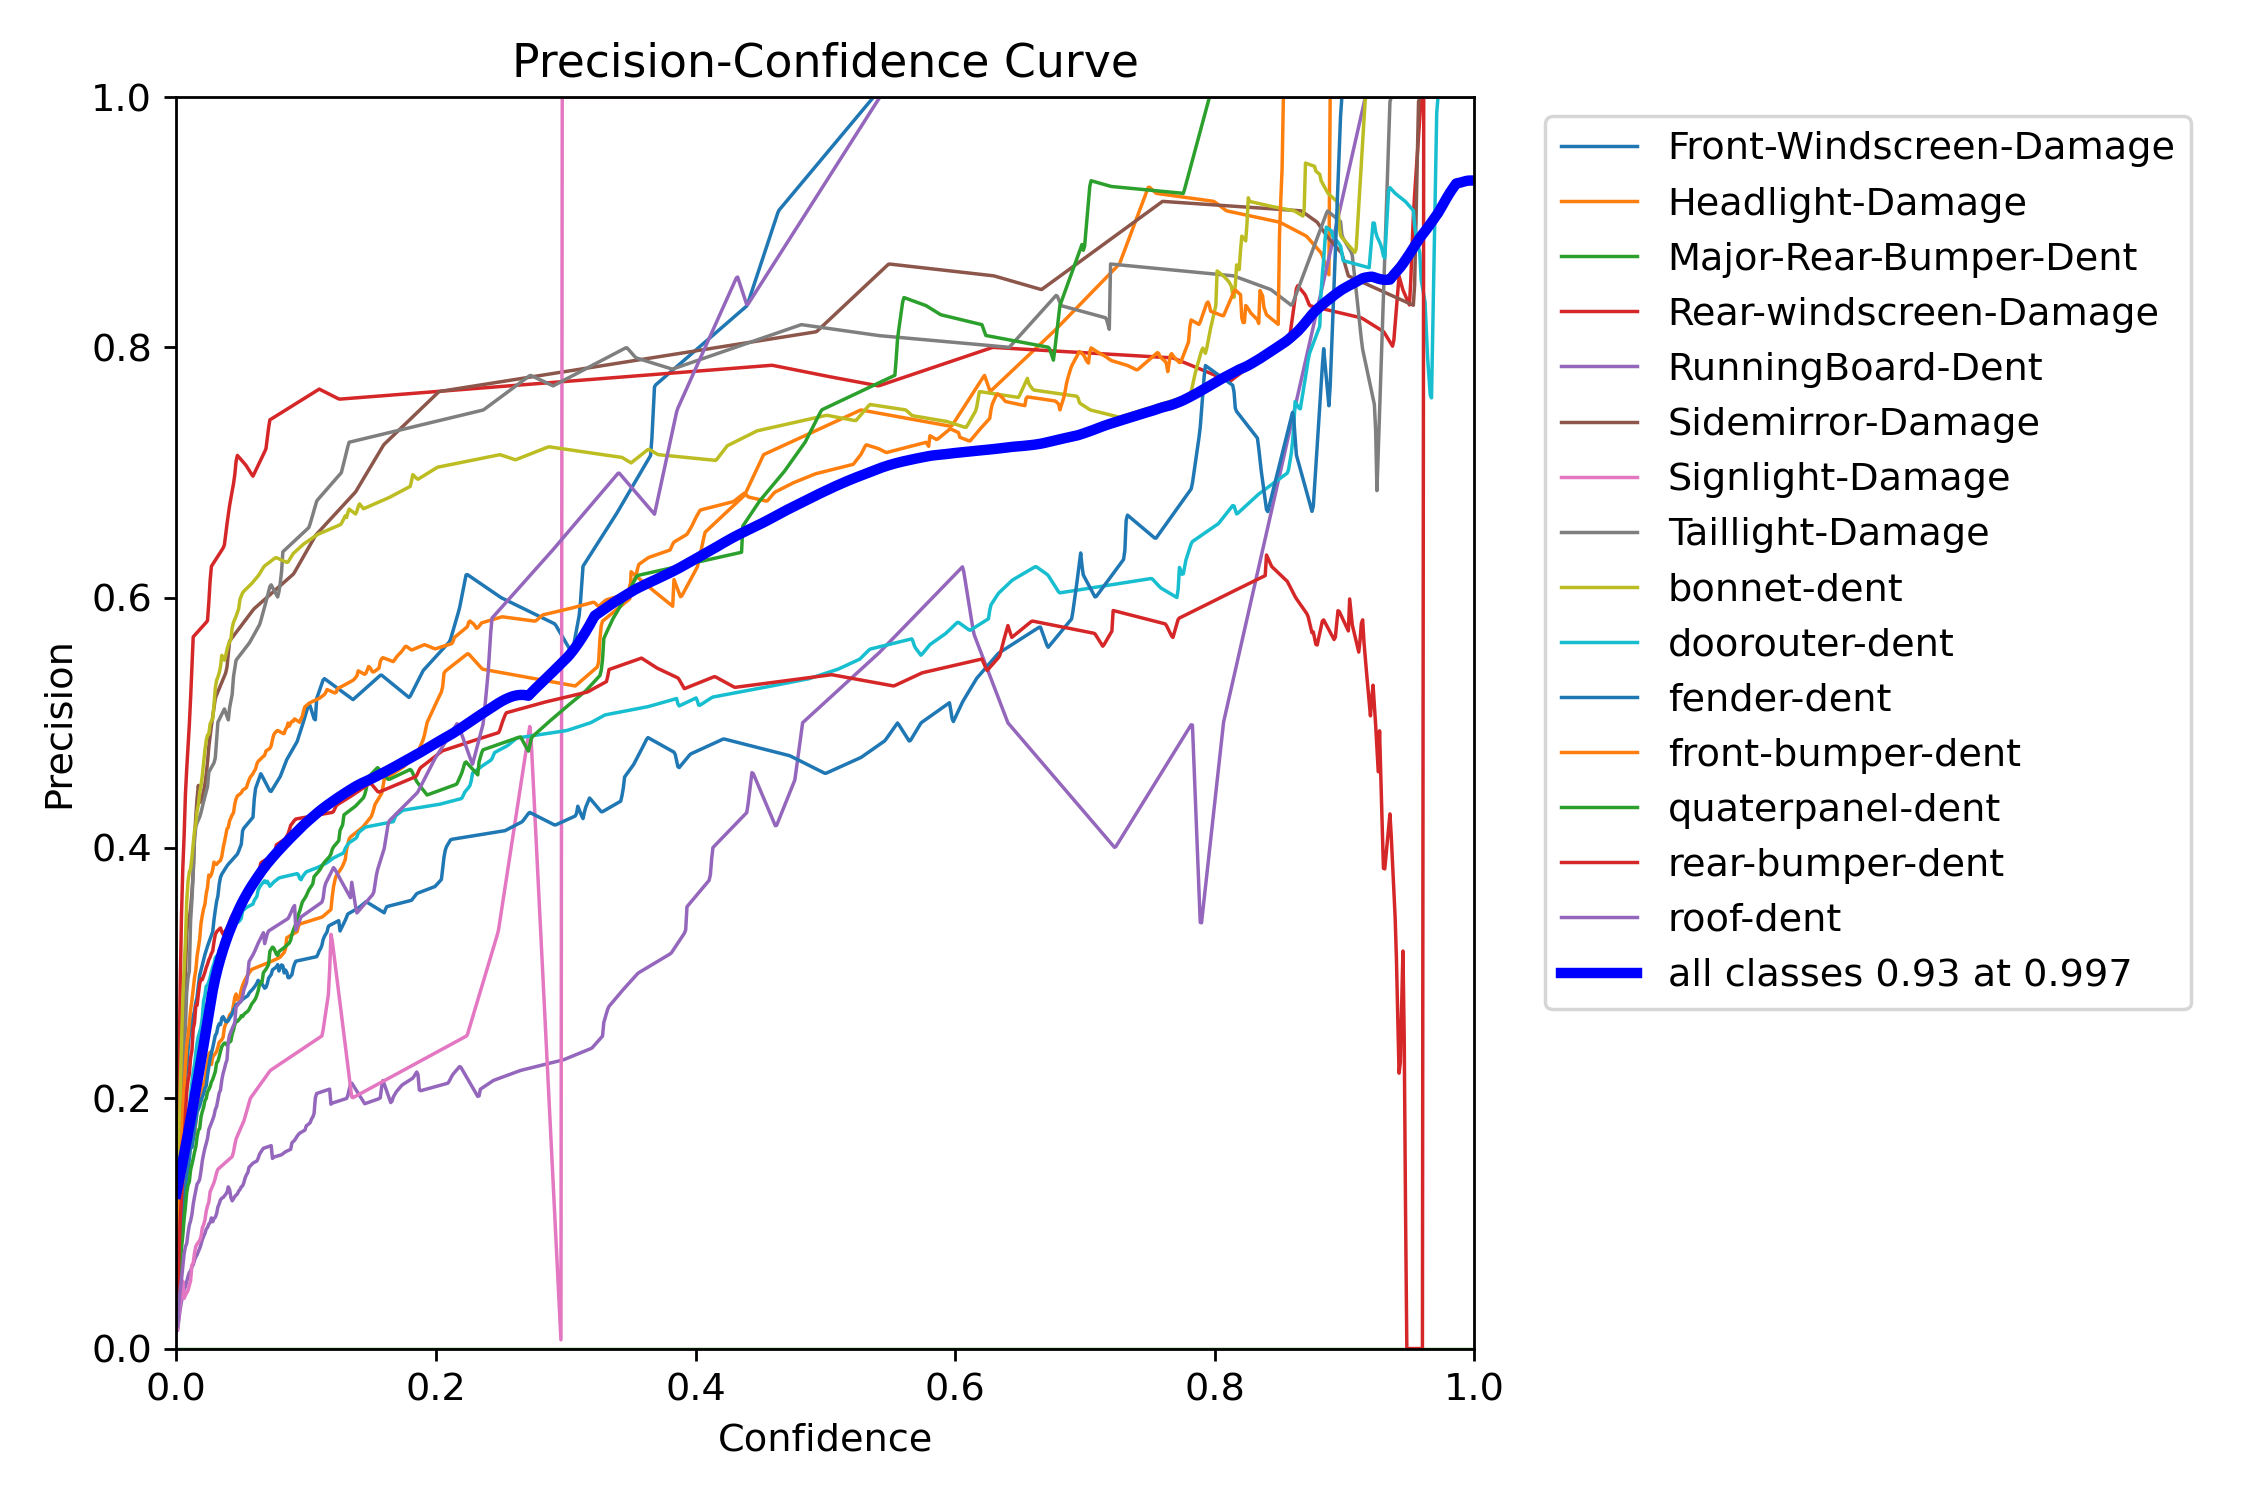 Precision-Confidence Curve
1.0
0.8
0.6
0.4
0.2
0.0
Precision
0.0 0.2 0.4 0.6 0.8 1.0
Confidence
Front-Windscreen-Damage
Headlight-Damage
Major-Rear-Bumper-Dent
Rear-windscreen-Damage
RunningBoard-Dent
Sidemirror-Damage
Signlight-Damage
Taillight-Damage
bonnet-dent
doorouter-dent
fender-dent
front-bumper-dent
quaterpanel-dent
rear-bumper-dent
roof-dent
all classes 0.93 at 0.997